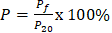 P = P_f / P_20 x 100%